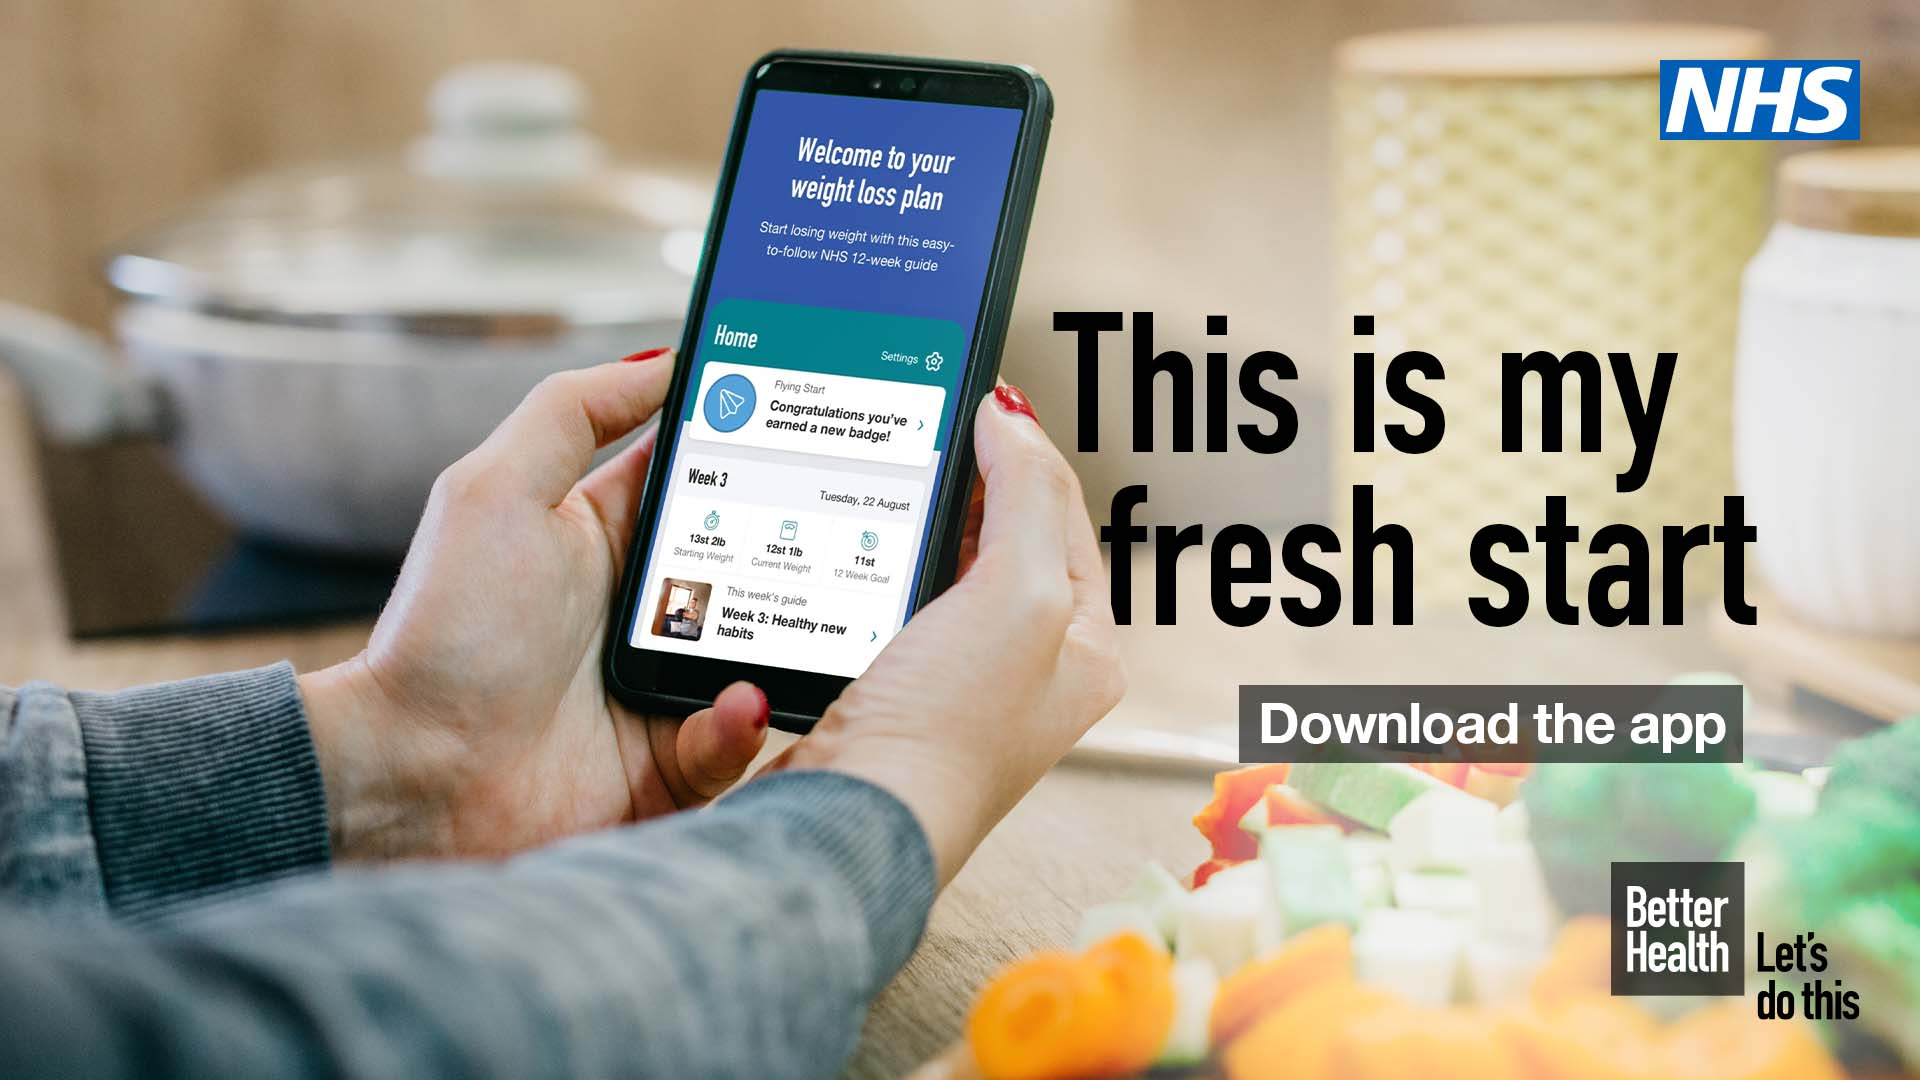 NHS
Welcome to your
weight loss plan
Start losing weight with this easy-
to-follow NHS 12-week guide
Home
Settings
Flying Start
Congratulations you've
earned a new badge!
Week 3
Tuesday, 22 August
13st 2lb
Starting Weight
12st 1lb
Current Weight
11st
12 Week Goal
This week's guide
Week 3: Healthy new
habits
This is my
fresh start
Download the app
Better
Health
Let's
do this